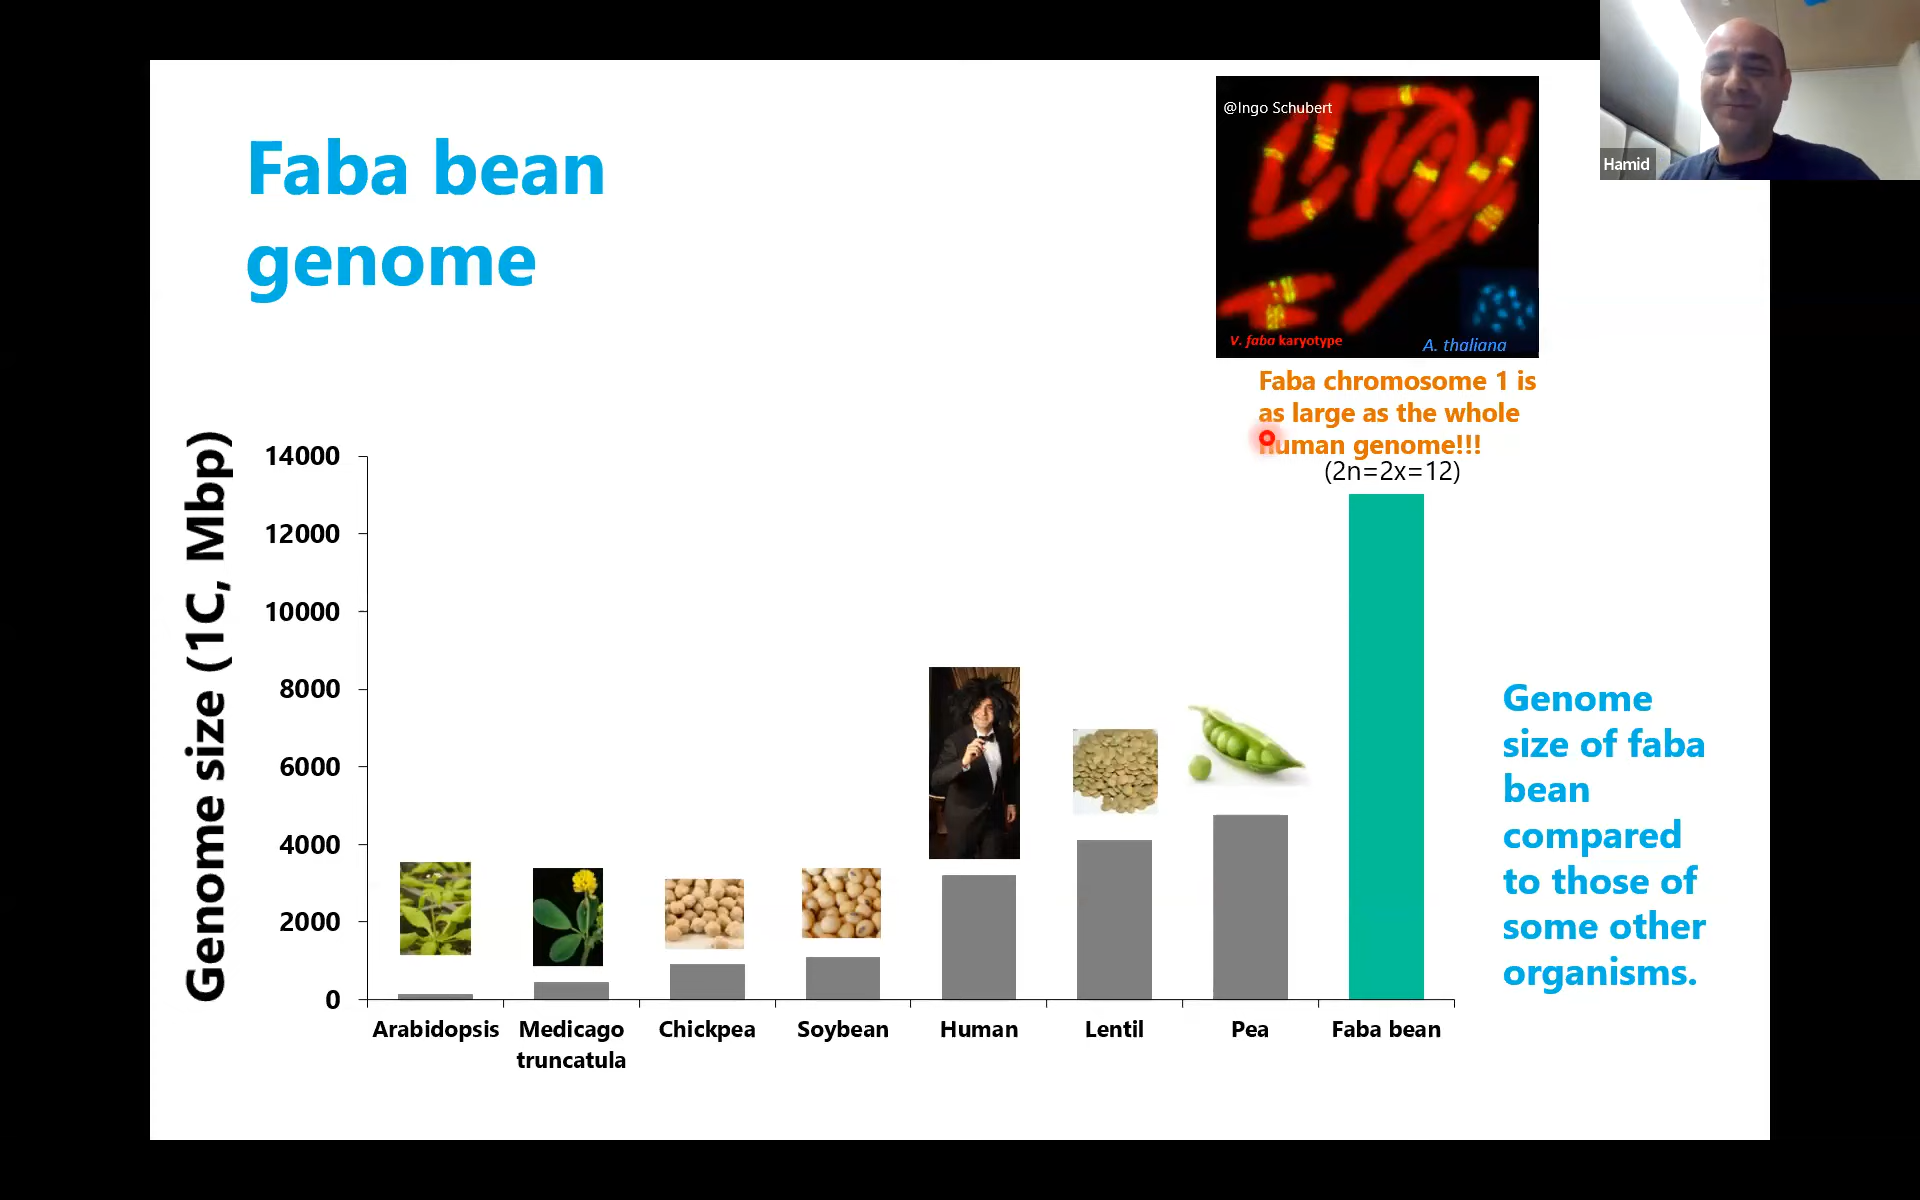 Faba bean
genome
@Ingo Schubert
Hamid
V. faba karyotype
A. thaliana
Faba chromosome 1 is
as large as the whole
human genome!!!
(2n=2x=12)
Genome size (1C, Mbp)
14000
12000
10000
8000
6000
4000
2000
0
Arabidopsis
Medicago
truncatula
Chickpea
Soybean
Human
Lentil
Pea
Faba bean
Genome
size of faba
bean
compared
to those of
some other
organisms.